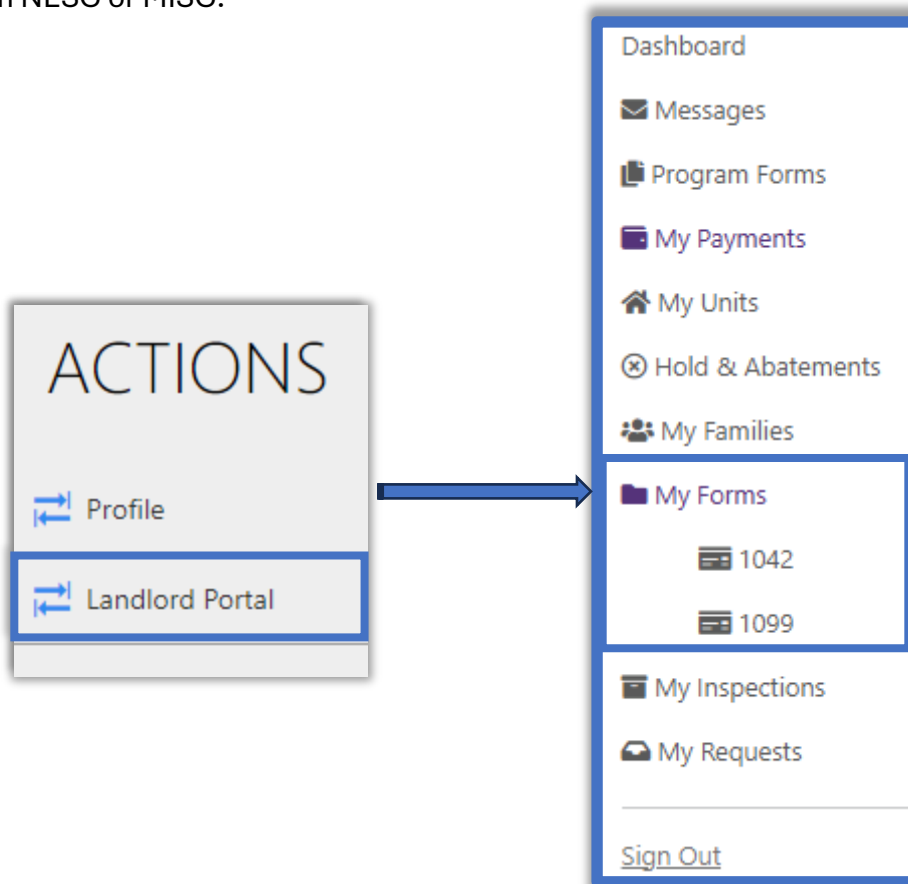 ACTIONS
Profile
Landlord Portal
Dashboard
Messages
Program Forms
My Payments
My Units
Hold & Abatements
My Families
My Forms
1042
1099
My Inspections
My Requests
Sign Out